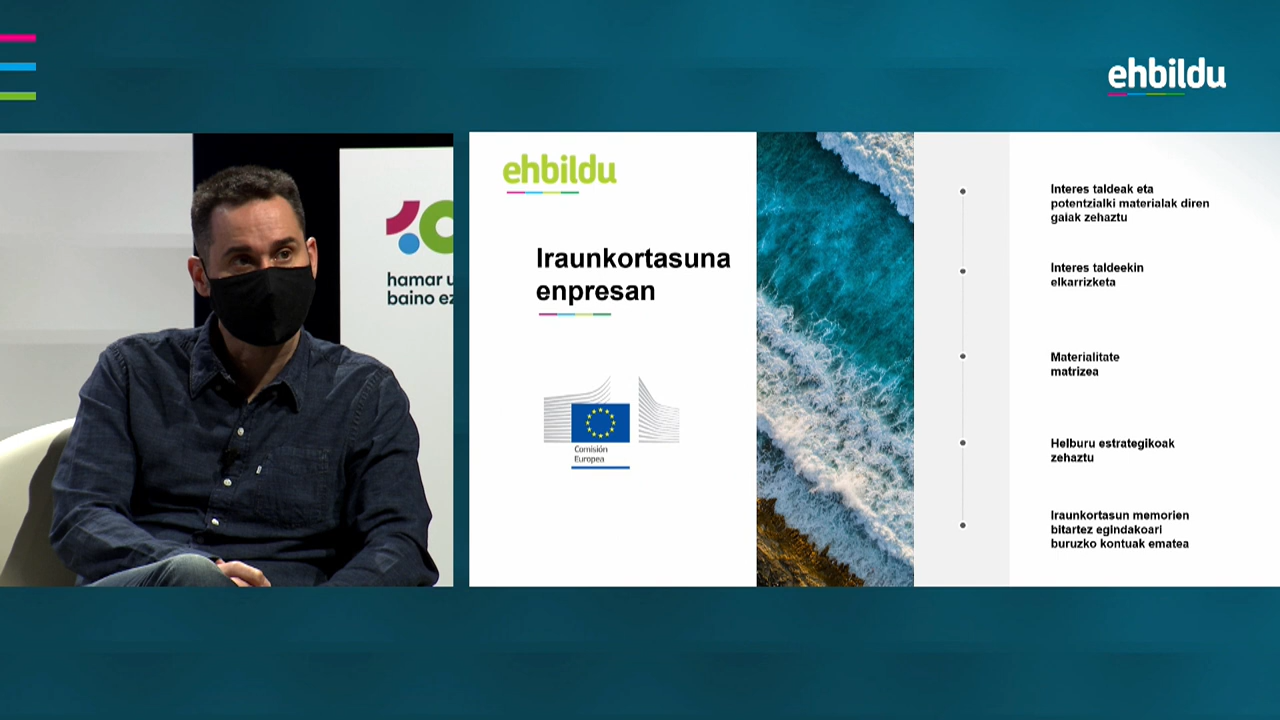 ehbildu
hamar u
baino ez
ehbildu
Iraunkortasuna
enpresan
Comisión
Europea
Interes taldeak eta
potentzialki materialak diren
gaiak zehaztu
Interes taldeekin
elkarrizketa
Materialitate
matrizea
Helburu estrategikoak
zehaztu
Iraunkortasun memorien
bitartez egindakoari
buruzko kontuak ematea